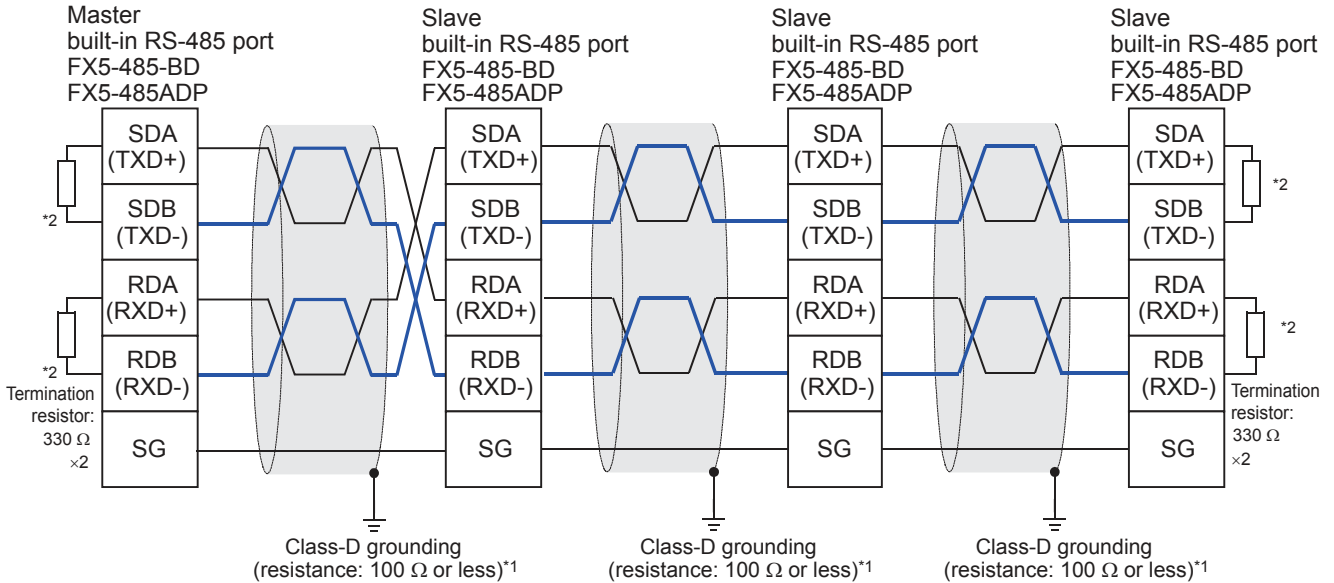 Master
built-in RS-485 port
FX5-485-BD
FX5-485ADP
Slave
built-in RS-485 port
FX5-485-BD
FX5-485ADP
Slave
built-in RS-485 port
FX5-485-BD
FX5-485ADP
Slave
built-in RS-485 port
FX5-485-BD
FX5-485ADP
SDA
(TXD+)
SDB
(TXD-)
RDA
(RXD+)
RDB
(RXD-)
SG
*2
*2
Termination
resistor:
330 Ω
×2
SDA
(TXD+)
SDB
(TXD-)
RDA
(RXD+)
RDB
(RXD-)
SG
SDA
(TXD+)
SDB
(TXD-)
RDA
(RXD+)
RDB
(RXD-)
SG
SDA
(TXD+)
SDB
(TXD-)
RDA
(RXD+)
RDB
(RXD-)
SG
*2
*2
Termination
resistor:
330 Ω
×2
Class-D grounding
(resistance: 100 Ω or less)*1
Class-D grounding
(resistance: 100 Ω or less)*1
Class-D grounding
(resistance: 100 Ω or less)*1